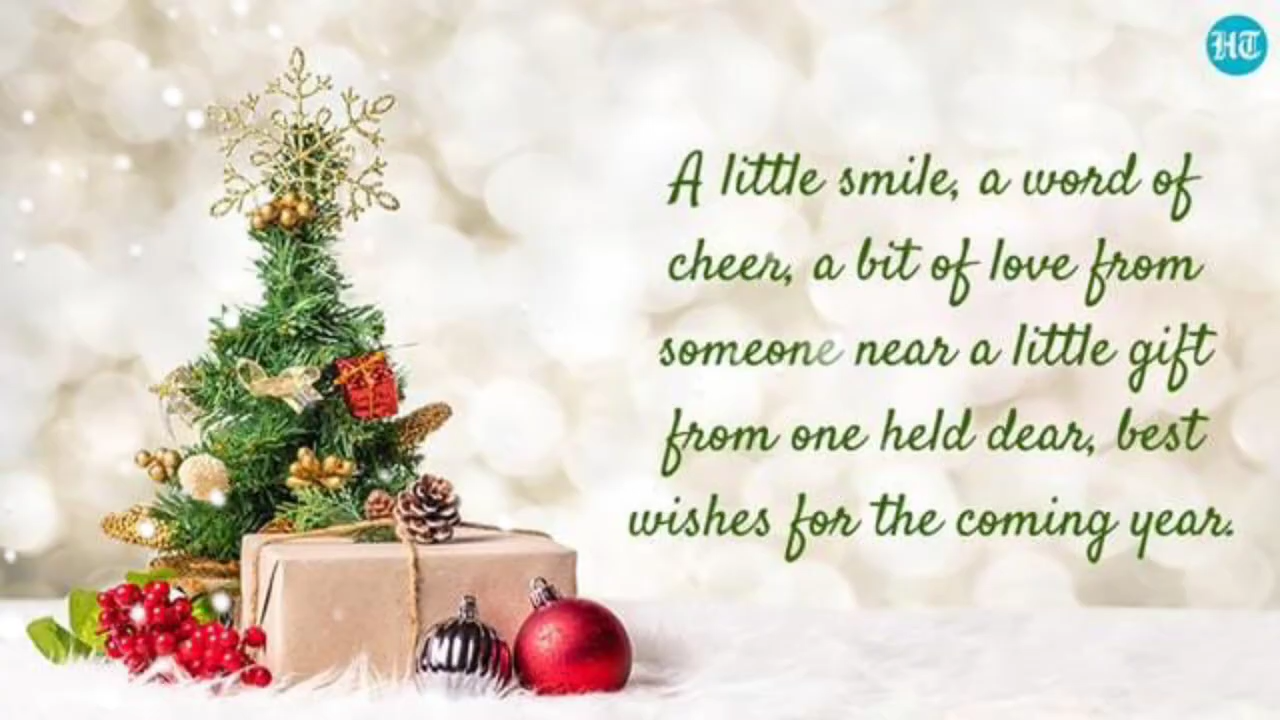 HT
A little smile, a word of
cheer, a bit of love from
someone near a little gift
from one held dear, best
wishes for the coming year.